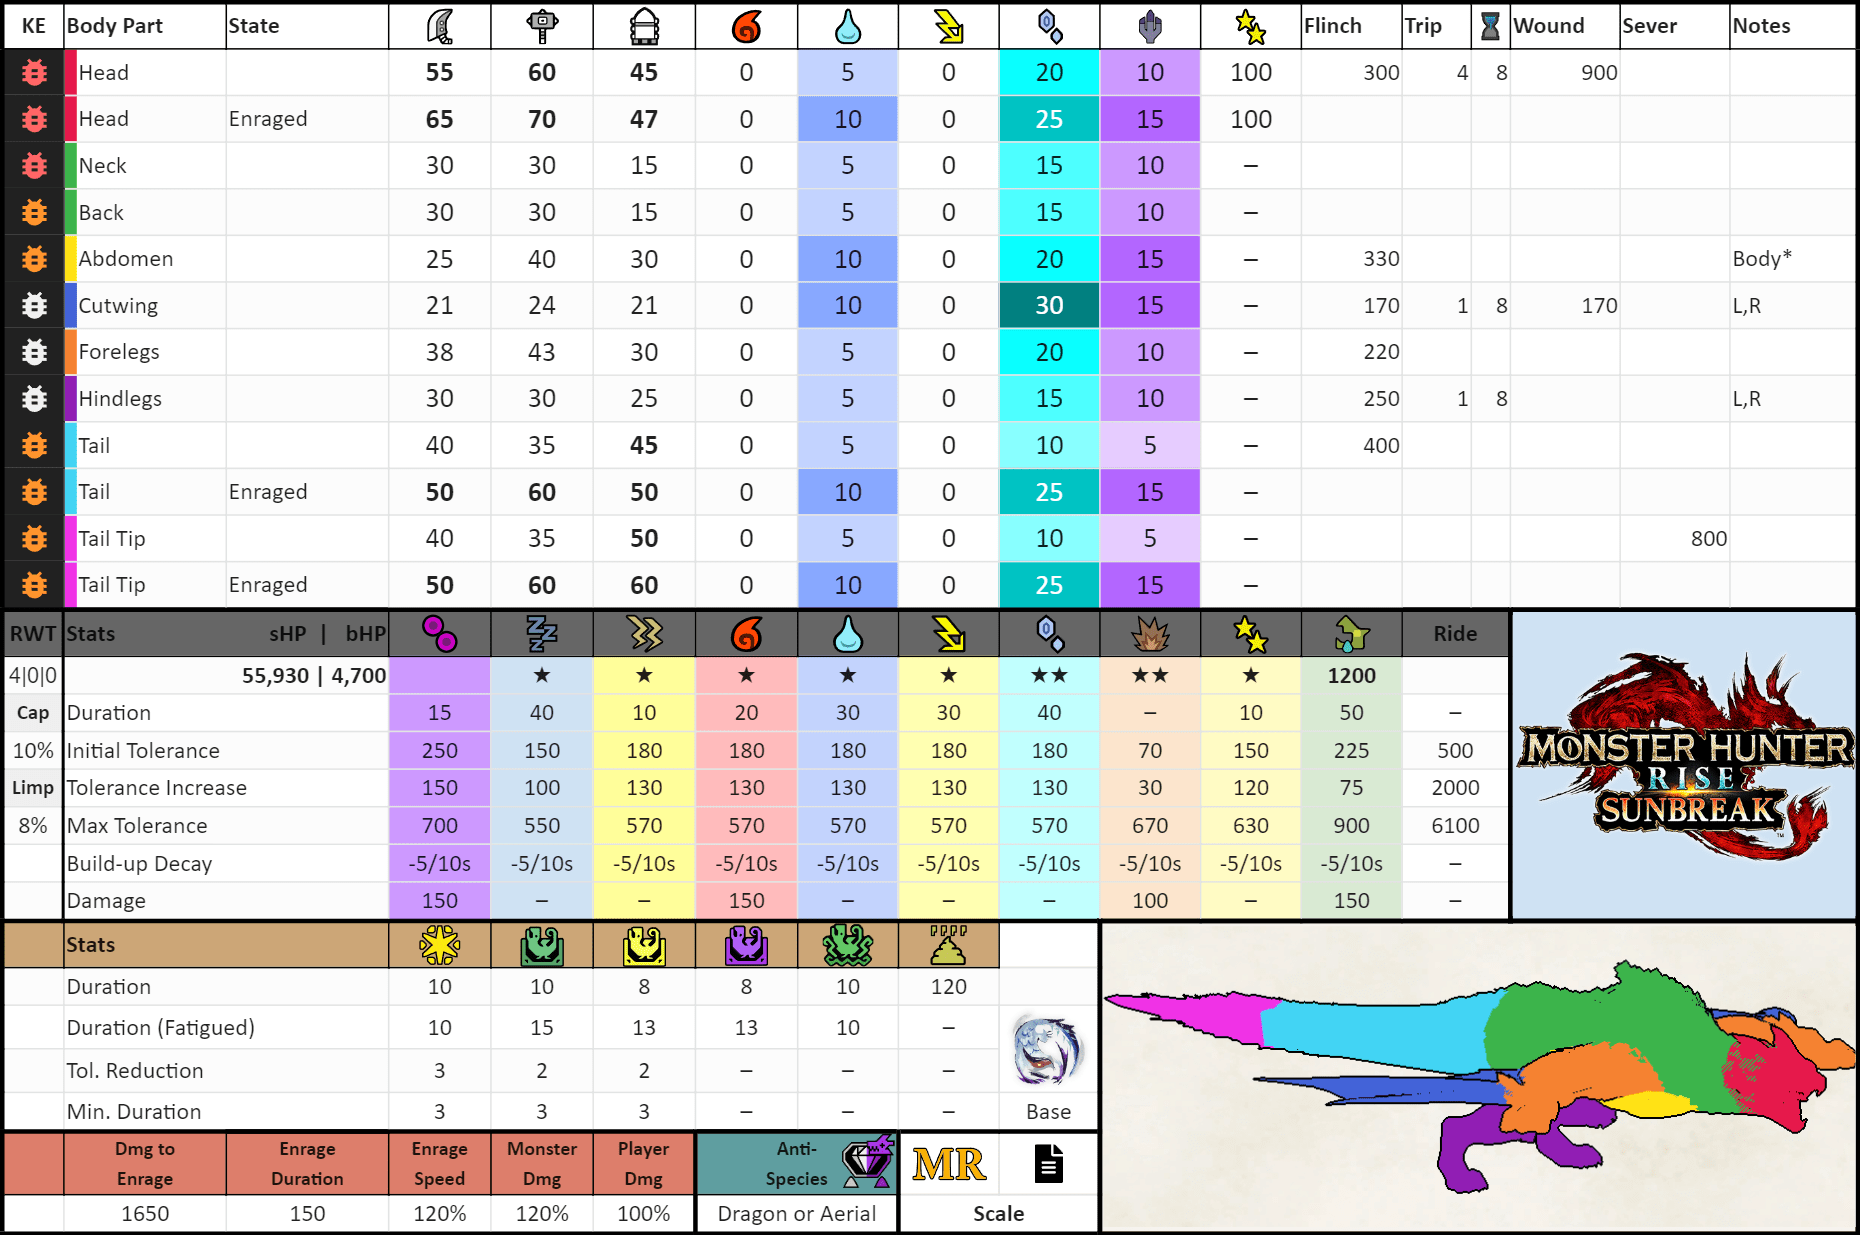 KE Body Part State Flinch Trip Wound Sever Notes
Head 55 60 45 0 5 0 20 10 100 300 4 8 900
Head Enraged 65 70 47 0 10 0 25 15 100
Neck 30 30 15 0 5 0 15 10 –
Back 30 30 15 0 5 0 15 10 –
Abdomen 25 40 30 0 10 0 20 15 – 330 Body*
Cutwing 21 24 21 0 10 0 30 15 – 170 1 8 170 L,R
Forelegs 38 43 30 0 5 0 20 10 – 220
Hindlegs 30 30 25 0 5 0 15 10 – 250 1 8 L,R
Tail 40 35 45 0 5 0 10 5 – 400
Tail Enraged 50 60 50 0 10 0 25 15 –
Tail Tip 40 35 50 0 5 0 10 5 – 800
Tail Tip Enraged 50 60 60 0 10 0 25 15 –
RWT Stats sHP | bHP Ride
4|0|0 55,930 | 4,700 ★ ★ ★ ★ ★ ★★ ★★ ★ 1200
Cap Duration 15 40 10 20 30 30 40 – 10 50 –
10% Initial Tolerance 250 150 180 180 180 180 180 70 150 225 500
Limp Tolerance Increase 150 100 130 130 130 130 130 30 120 75 2000
8% Max Tolerance 700 550 570 570 570 570 570 670 630 900 6100
Build-up Decay -5/10s -5/10s -5/10s -5/10s -5/10s -5/10s -5/10s -5/10s -5/10s -5/10s –
Damage 150 – – 150 – – – 100 – 150 –
MONSTER HUNTER
RISE
SUNBREAK
TM
Stats
Duration 10 10 8 8 10 120
Duration (Fatigued) 10 15 13 13 10 –
Tol. Reduction 3 2 2 – – –
Min. Duration 3 3 3 – – – Base
Dmg to Enrage Enrage Duration Enrage Speed Monster Dmg Player Dmg Anti-Species MR
1650 150 120% 120% 100% Dragon or Aerial Scale